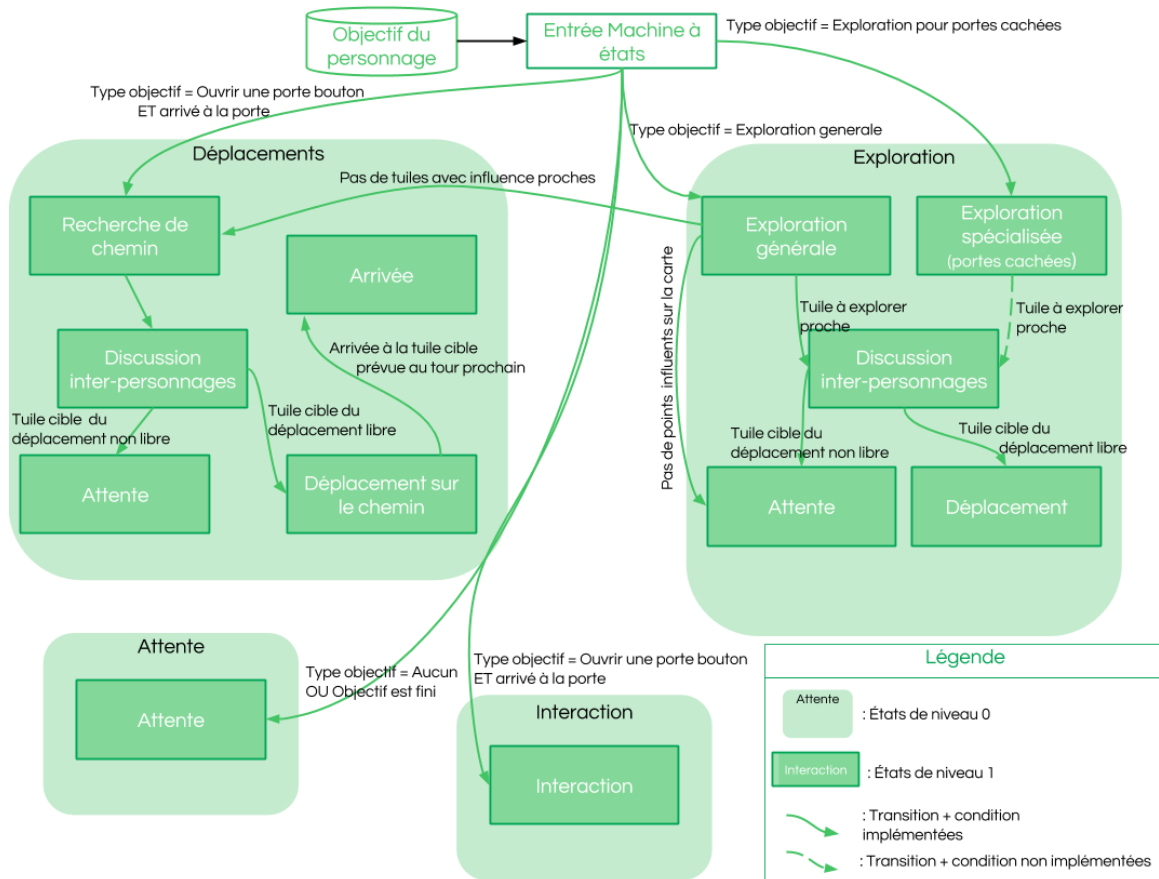 Objectif du
personnage
Entrée Machine à
états
Type objectif = Exploration pour portes cachées
Type objectif = Ouvrir une porte bouton
ET arrivé à la porte
Type objectif = Exploration generale
Déplacements
Pas de tuiles avec influence proches
Recherche de
chemin
Arrivée
Discussion
inter-personnages
Arrivée à la tuile cible
prévue au tour prochain
Tuile cible du
déplacement non libre
Tuile cible du
déplacement libre
Attente
Déplacement sur
le chemin
Exploration
Exploration
générale
Exploration
spécialisée
(portes cachées)
Pas de points influents sur la carte
Tuile à explorer
proche
Tuile à explorer
proche
Discussion
inter-personnages
Tuile cible du
déplacement non libre
Tuile cible du
déplacement libre
Attente
Déplacement
Attente
Attente
Type objectif = Aucun
OU Objectif est fini
Type objectif = Ouvrir une porte bouton
ET arrivé à la porte
Interaction
Interaction
Légende
Attente
: États de niveau 0
Interaction
: États de niveau 1
: Transition + condition
implémentées
: Transition + condition non implémentées